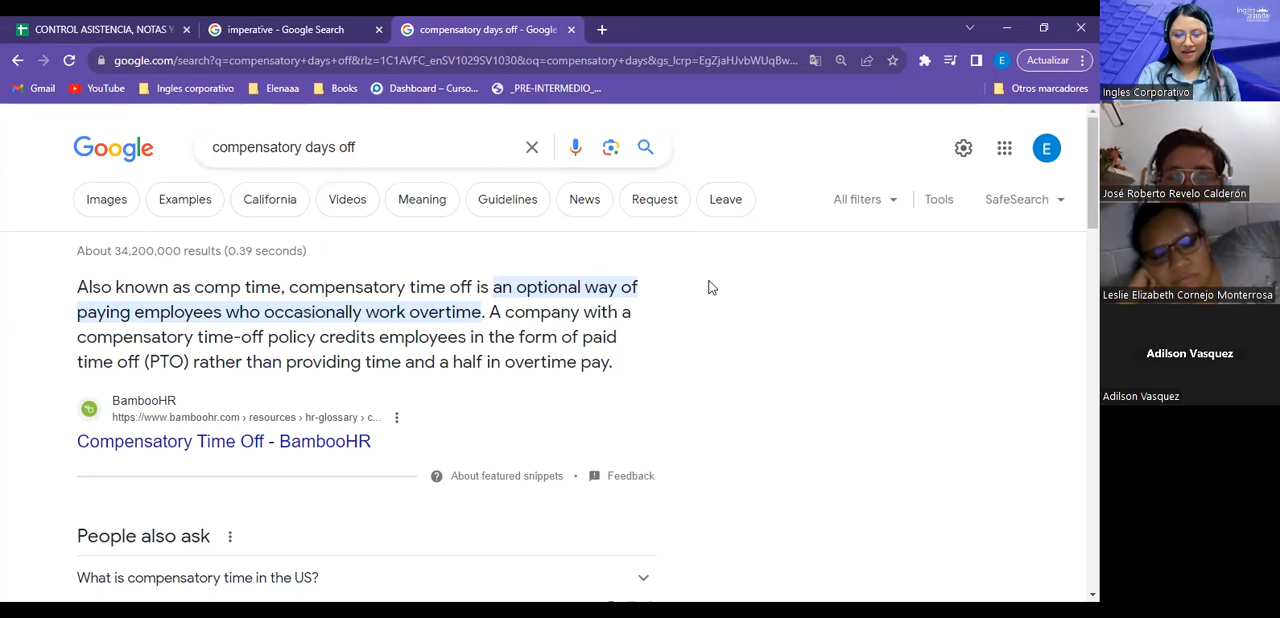 CONTROL ASISTENCIA, NOTAS Y
imperative - Google Search
compensatory days off - Google
google.com/search?q=compensatory+days+off&rlz=1C1AVFC_enSV1029SV1030&oq=compensatory+days&gs_lcrp=EgZjaHJvbWUqBw...
Actualizar
Gmail
YouTube
Ingles corporativo
Elenaaa
Books
Dashboard – Curso...
_PRE-INTERMEDIO_...
Otros marcadores
Google
compensatory days off
E
Images
Examples
California
Videos
Meaning
Guidelines
News
Request
Leave
All filters
Tools
SafeSearch
About 34,200,000 results (0.39 seconds)
Also known as comp time, compensatory time off is an optional way of
paying employees who occasionally work overtime. A company with a
compensatory time-off policy credits employees in the form of paid
time off (PTO) rather than providing time and a half in overtime pay.
BambooHR
https://www.bamboohr.com › resources › hr-glossary › c...
Compensatory Time Off - BambooHR
About featured snippets
•
Feedback
People also ask
What is compensatory time in the US?
Ingles Corporativo
José Roberto Revelo Calderón
Leslie Elizabeth Cornejo Monterrosa
Adilson Vasquez
Adilson Vasquez